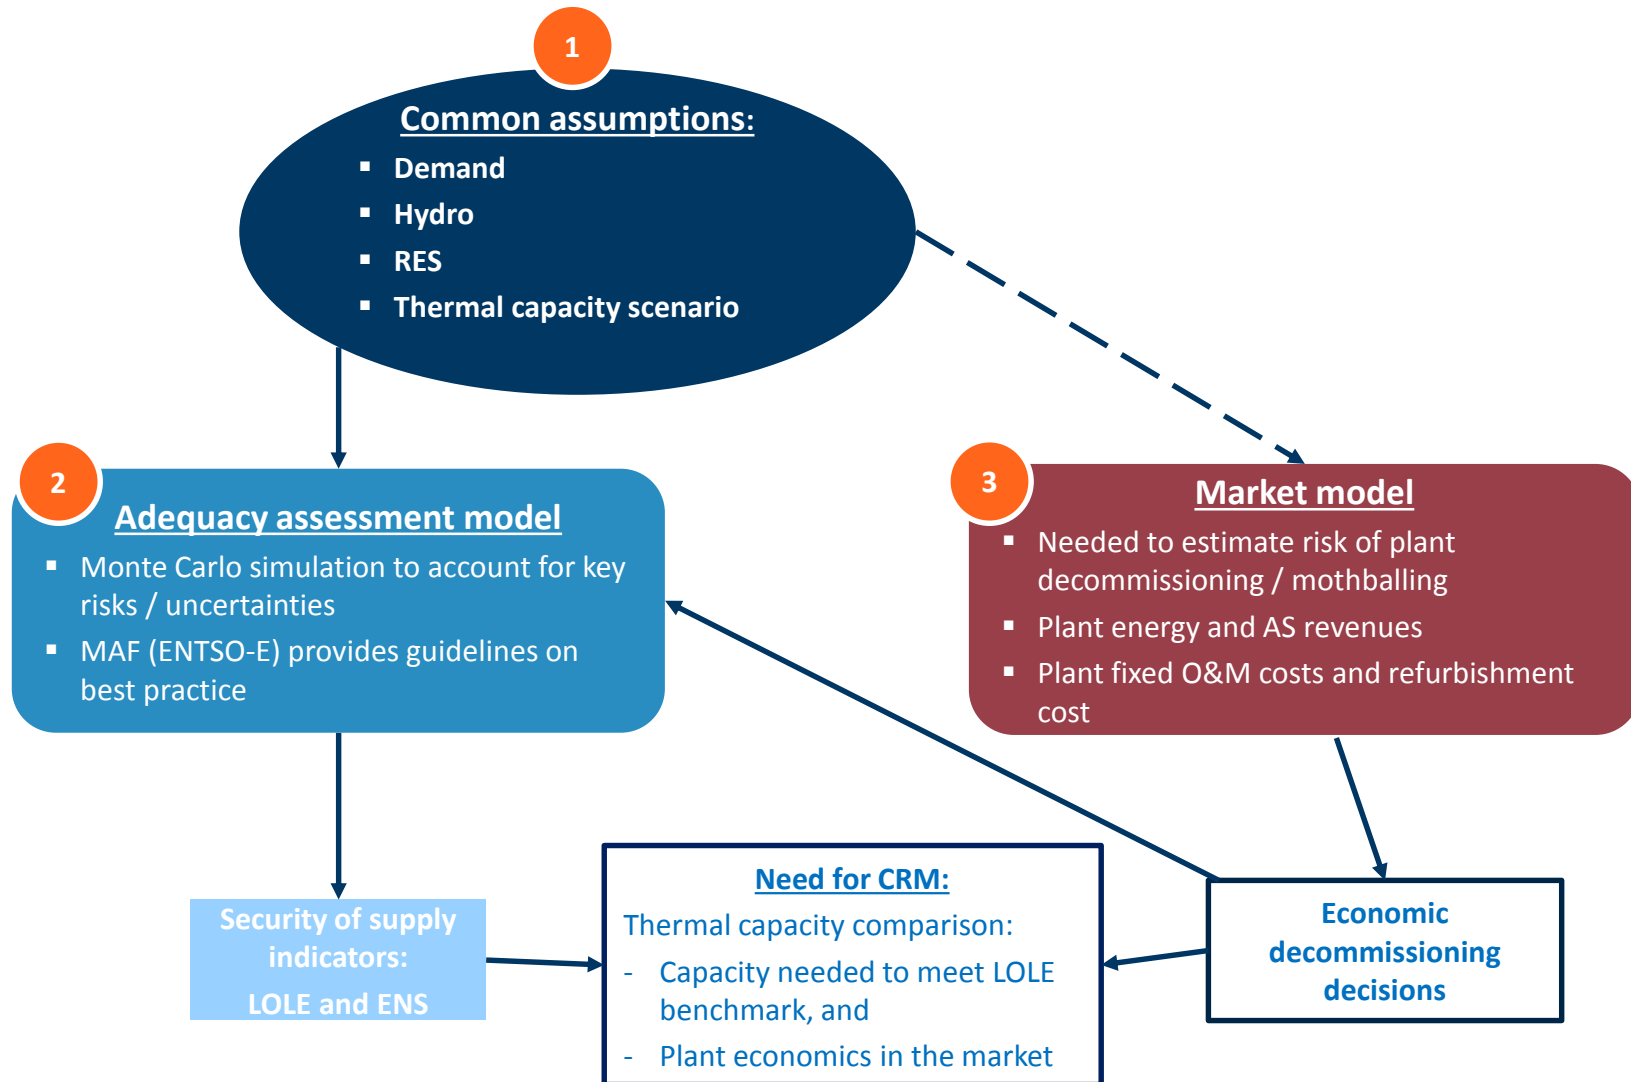 1
Common assumptions:
▪ Demand
▪ Hydro
▪ RES
▪ Thermal capacity scenario
2
Adequacy assessment model
▪ Monte Carlo simulation to account for key
risks / uncertainties
▪ MAF (ENTSO-E) provides guidelines on
best practice
3
Market model
▪ Needed to estimate risk of plant
decommissioning / mothballing
▪ Plant energy and AS revenues
▪ Plant fixed O&M costs and refurbishment
cost
Security of supply
indicators:
LOLE and ENS
Need for CRM:
Thermal capacity comparison:
- Capacity needed to meet LOLE
benchmark, and
- Plant economics in the market
Economic
decommissioning
decisions